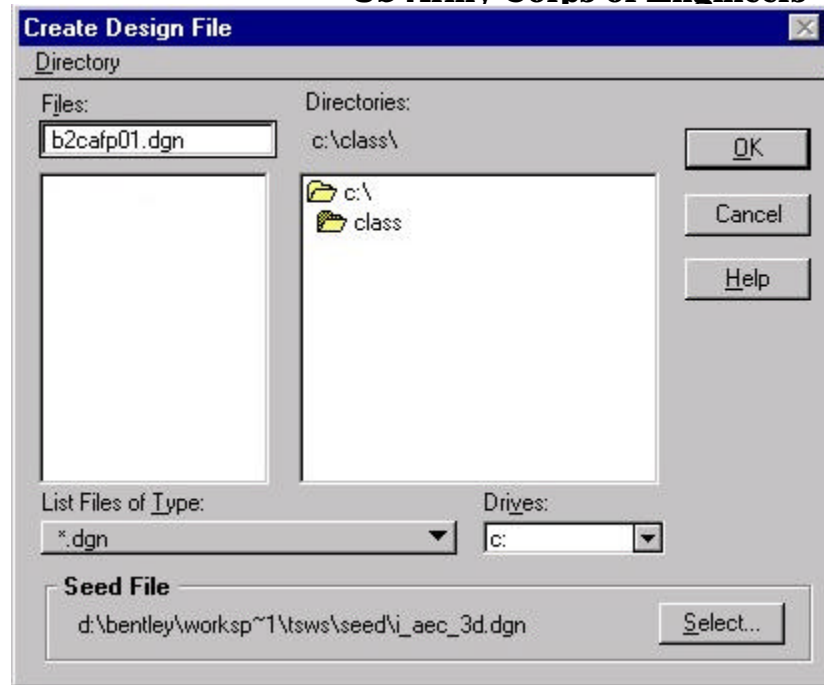 Create Design File
Directory
Files:
Directories:
b2cafp01.dgn
c:\class\
OK
c:\
class
Cancel
Help
List Files of Type:
Drives:
*.dgn
c:
Seed File
d:\bentley\worksp~1\tsws\seed\i_aec_3d.dgn
Select...